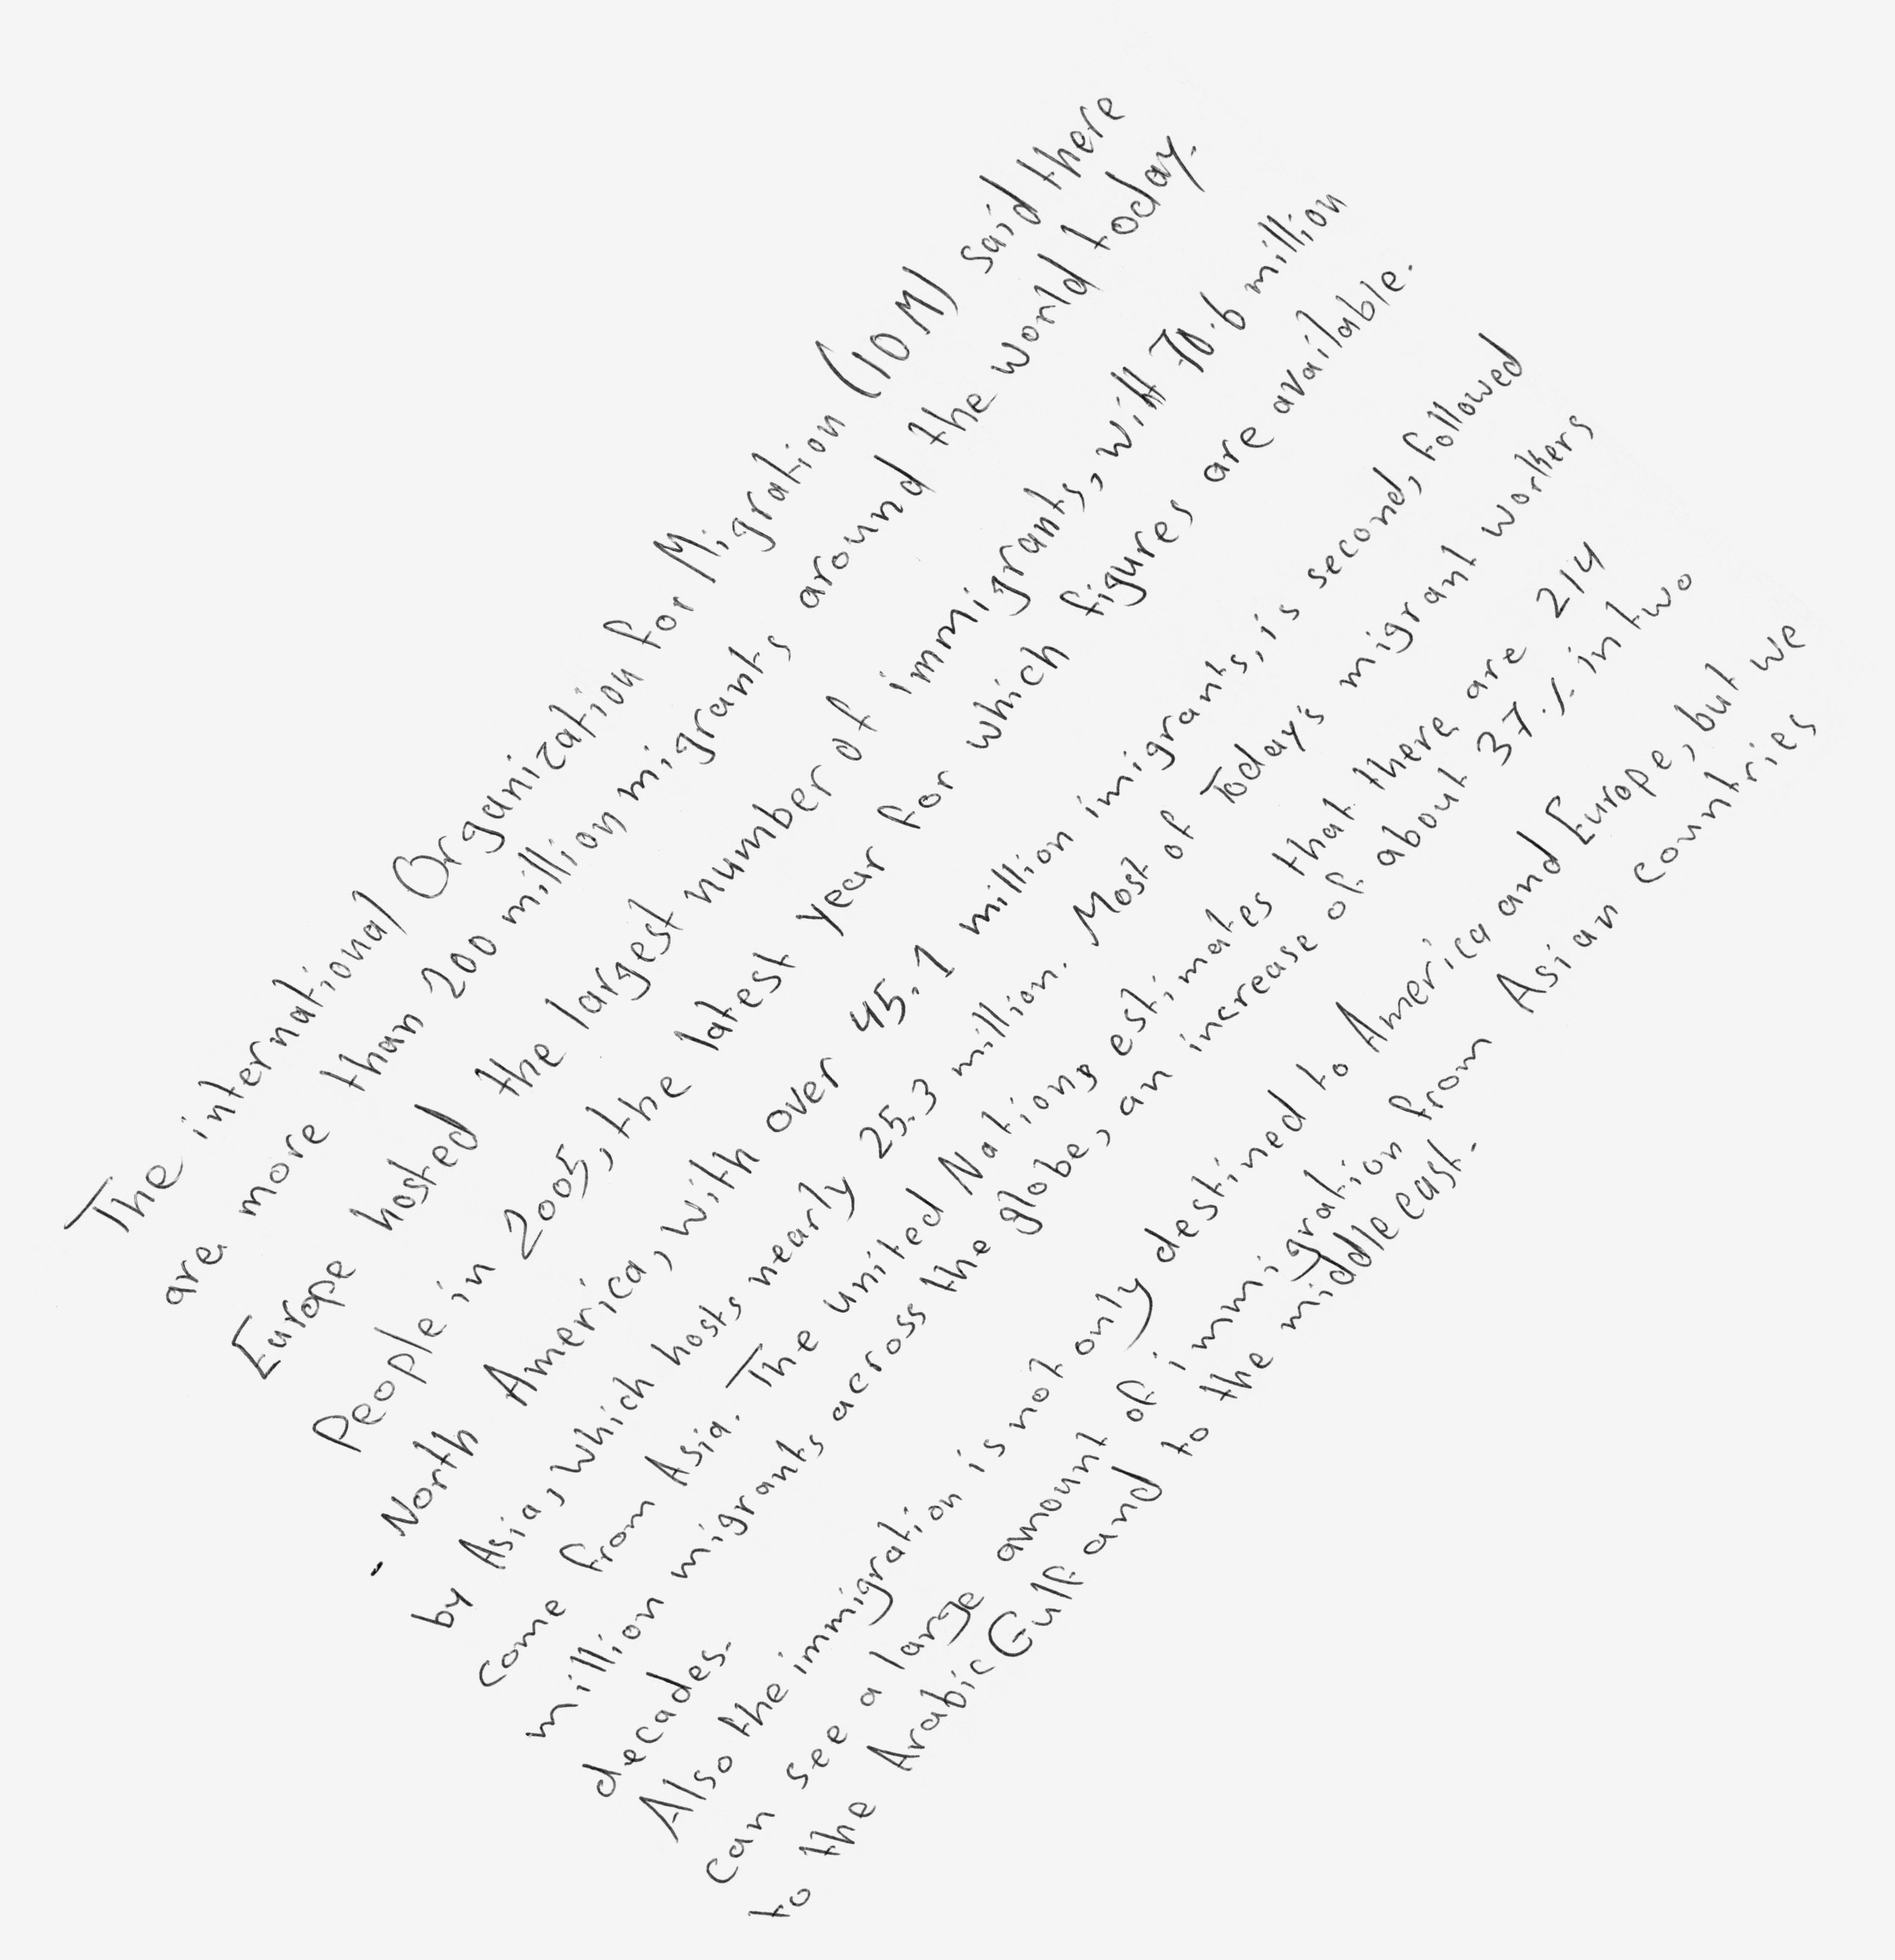 The international Organization for Migration (IOM) said there
are more than 200 million migrants around the world today.
Europe hosted the largest number of immigrants, with 70.6 million
People in 2005, the latest year for which figures are available.
- North America, with over 45.1 million imigrants, is second, followed
by Asia, which hosts nearly 25.3 million. Most of Today's migrant workers
come from Asia. The united Nations estimates that there are 214
million migrants across the globe, an increase of about 37% in two
decades.
Also the immigration is not only destined to America and Europe, but we
can see a large amount of immigration from Asian countries
to the Arabic Gulf and to the middle east.